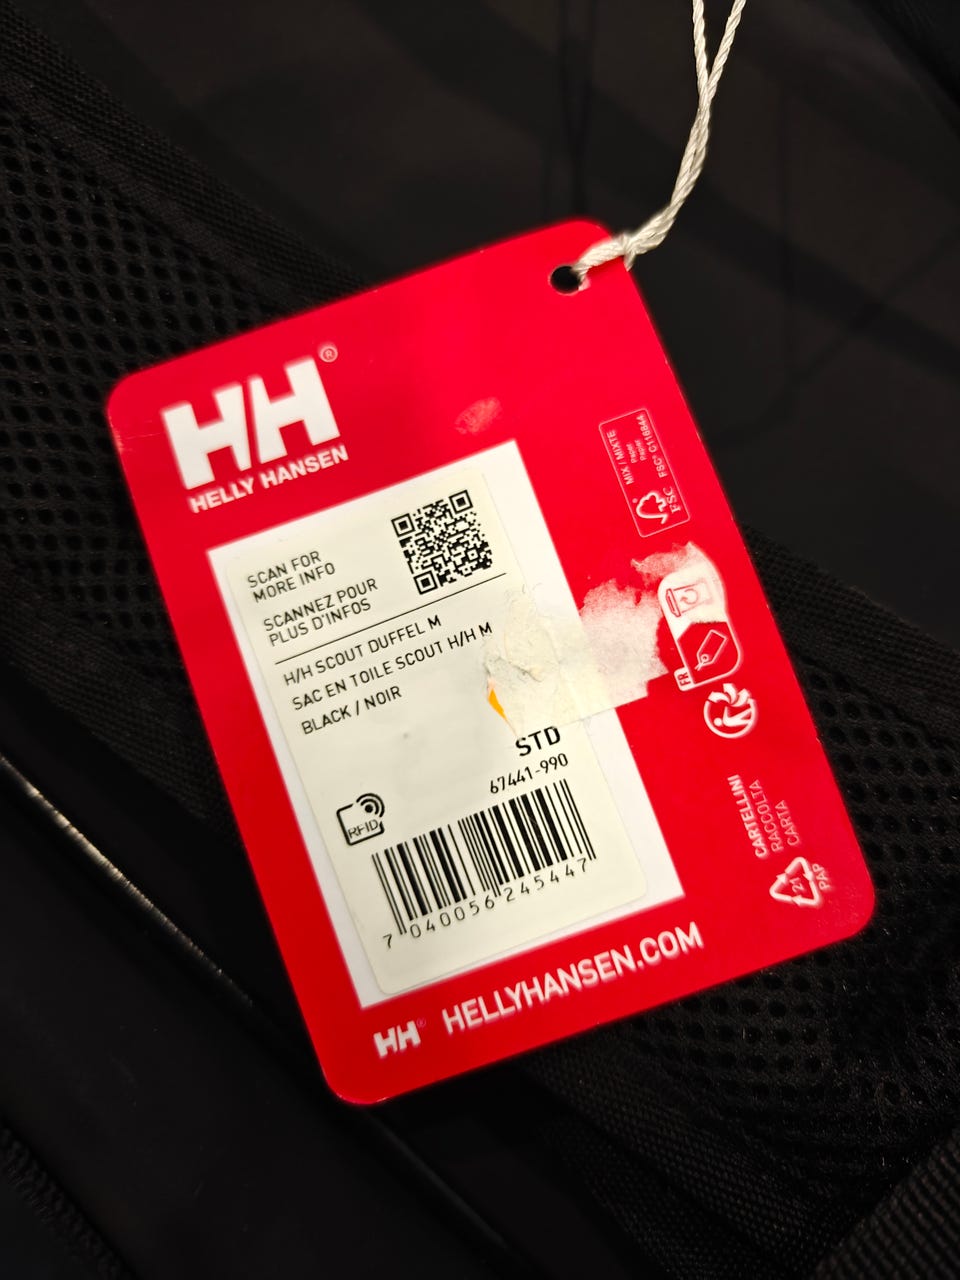 HH®
HELLY HANSEN
SCAN FOR
MORE INFO
SCANNEZ POUR
PLUS D'INFOS
H/H SCOUT DUFFEL M
SAC EN TOILE SCOUT H/H M
BLACK / NOIR
STD
67441-990
RFID
7 040056 245447
HH® HELLYHANSEN.COM
MIX / MIXTE
Paper
Papier
FSC® C118844
FSC
FR
CARTELLINI
RACCOLTA
CARTA
21
PAP